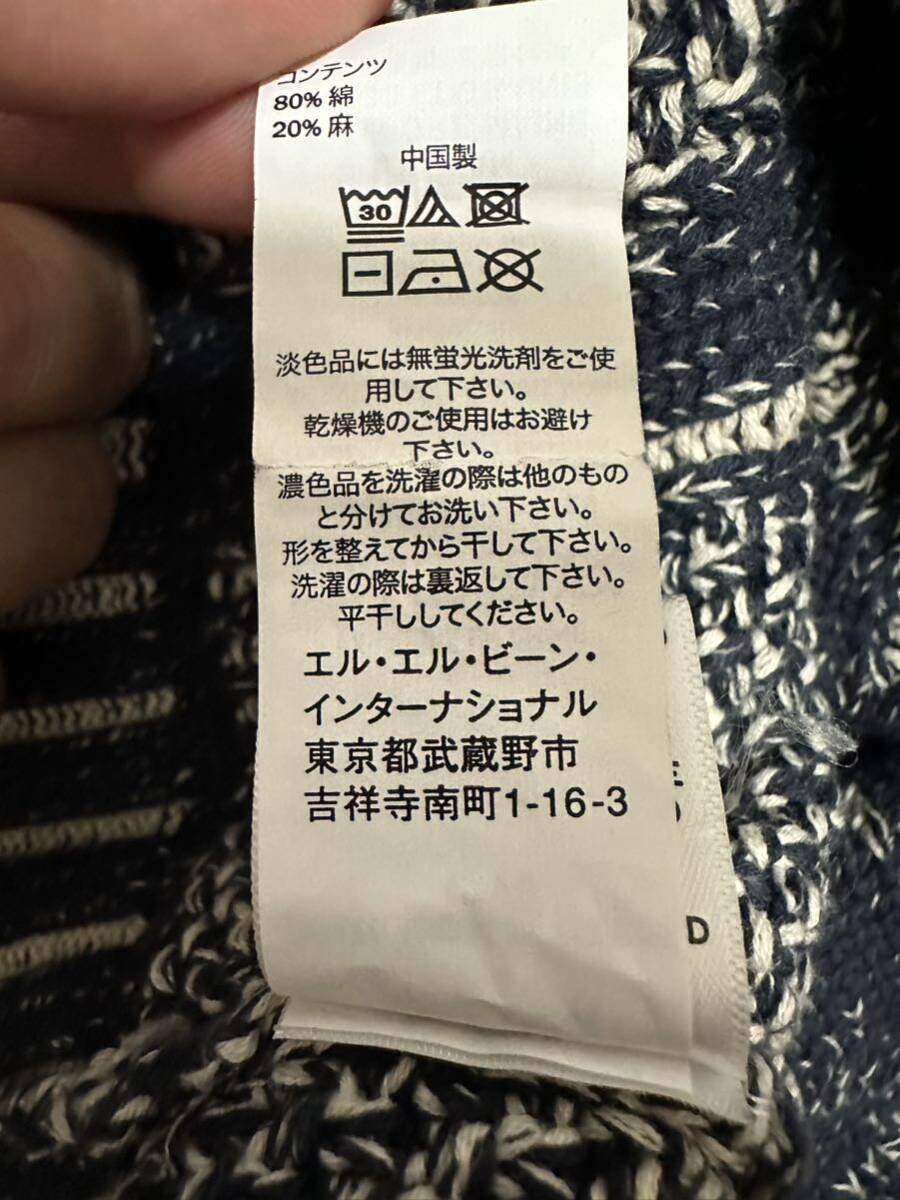 コンテンツ
80% 綿
20% 麻
中国製
30
淡色品には無蛍光洗剤をご使
用して下さい。
乾燥機のご使用はお避け
下さい。
濃色品を洗濯の際は他のもの
と分けてお洗い下さい。
形を整えてから干して下さい。
洗濯の際は裏返して下さい。
平干ししてください。
エル・エル・ビーン・
インターナショナル
東京都武蔵野市
吉祥寺南町1-16-3
D